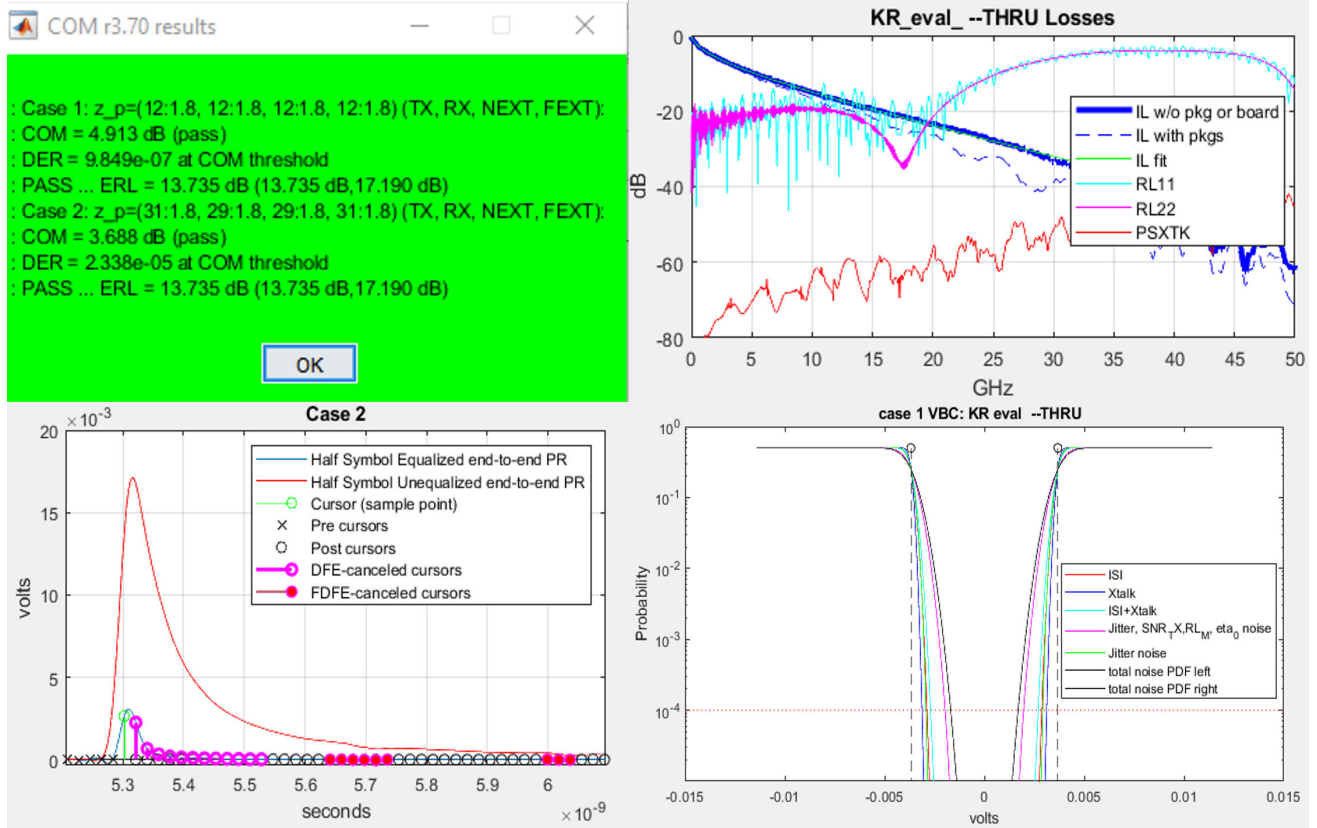 COM r3.70 results
: Case 1: z_p=(12:1.8, 12:1.8, 12:1.8, 12:1.8) (TX, RX, NEXT, FEXT):
: COM = 4.913 dB (pass)
: DER = 9.849e-07 at COM threshold
: PASS ... ERL = 13.735 dB (13.735 dB,17.190 dB)
: Case 2: z_p=(31:1.8, 29:1.8, 29:1.8, 31:1.8) (TX, RX, NEXT, FEXT):
: COM = 3.688 dB (pass)
: DER = 2.338e-05 at COM threshold
: PASS ... ERL = 13.735 dB (13.735 dB,17.190 dB)
OK
KR_eval_ --THRU Losses
0
-20
-40
-60
-80
dB
IL w/o pkg or board
IL with pkgs
IL fit
RL11
RL22
PSXTK
0 5 10 15 20 25 30 35 40 45 50
GHz
Case 2
×10⁻³
20
15
10
5
0
volts
Half Symbol Equalized end-to-end PR
Half Symbol Unequalized end-to-end PR
Cursor (sample point)
Pre cursors
Post cursors
DFE-canceled cursors
FDFE-canceled cursors
5.3 5.4 5.5 5.6 5.7 5.8 5.9 6
seconds
×10⁻⁹
case 1 VBC: KR eval --THRU
10⁰
10⁻¹
10⁻²
10⁻³
10⁻⁴
Probability
ISI
Xtalk
ISI+Xtalk
Jitter, SNR_TX,RL_M, eta_0 noise
Jitter noise
total noise PDF left
total noise PDF right
-0.015 -0.01 -0.005 0 0.005 0.01 0.015
volts